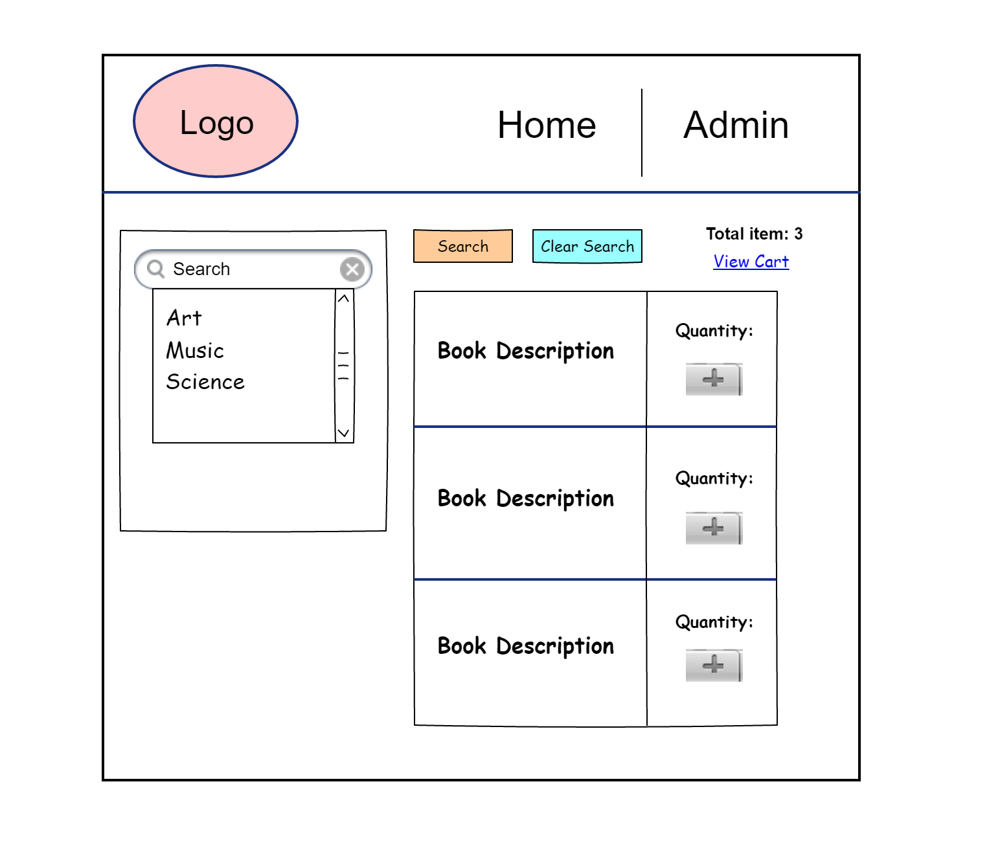 Logo
Home
Admin
Search
Art
Music
Science
Search
Clear Search
Total item: 3
View Cart
Book Description
Quantity:
Book Description
Quantity:
Book Description
Quantity: